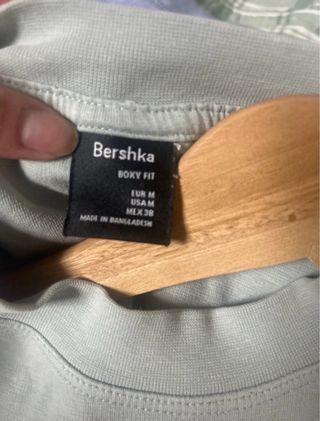 Bershka
BOXY FIT
EUR M
USA M
MEX 38
MADE IN BANGLADESH